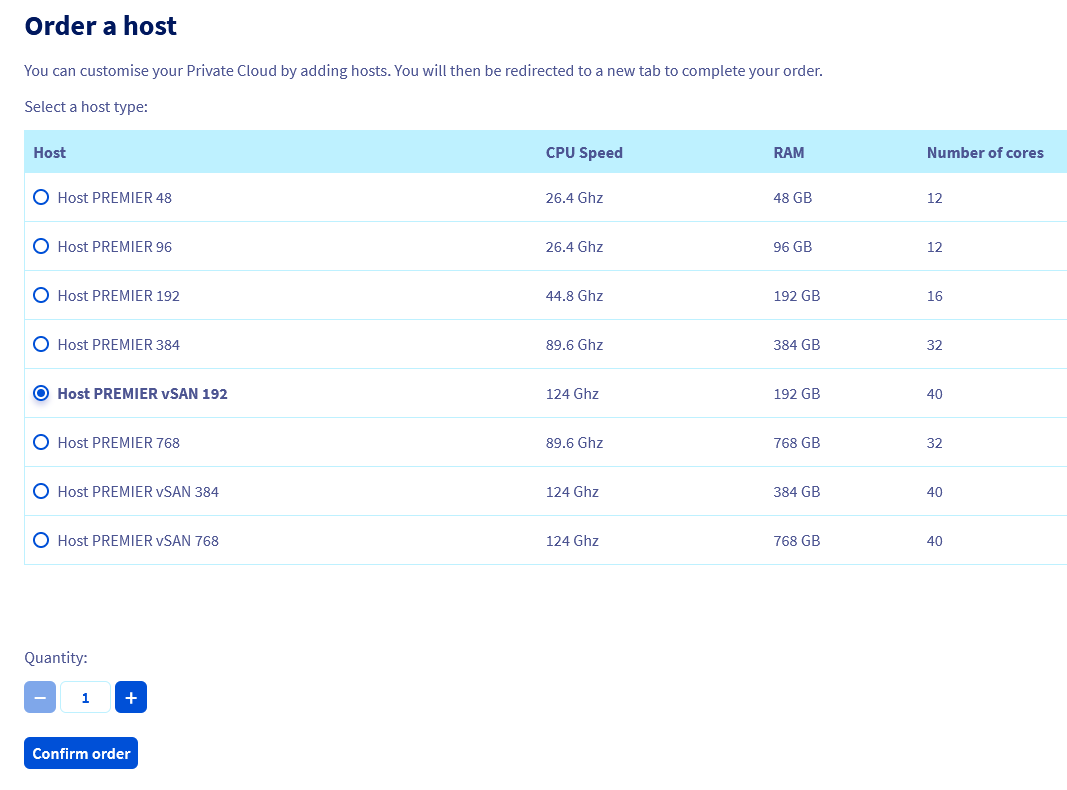 Order a host
You can customise your Private Cloud by adding hosts. You will then be redirected to a new tab to complete your order.
Select a host type:
Host CPU Speed RAM Number of cores
Host PREMIER 48 26.4 Ghz 48 GB 12
Host PREMIER 96 26.4 Ghz 96 GB 12
Host PREMIER 192 44.8 Ghz 192 GB 16
Host PREMIER 384 89.6 Ghz 384 GB 32
Host PREMIER vSAN 192 124 Ghz 192 GB 40
Host PREMIER 768 89.6 Ghz 768 GB 32
Host PREMIER vSAN 384 124 Ghz 384 GB 40
Host PREMIER vSAN 768 124 Ghz 768 GB 40
Quantity:
− 1 +
Confirm order